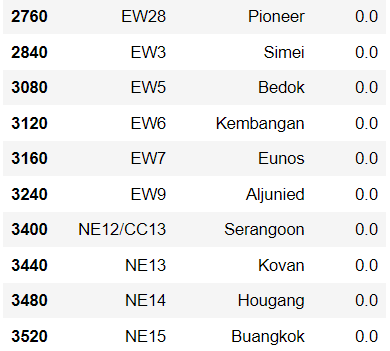 2760 EW28 Pioneer 0.0
2840 EW3 Simei 0.0
3080 EW5 Bedok 0.0
3120 EW6 Kembangan 0.0
3160 EW7 Eunos 0.0
3240 EW9 Aljunied 0.0
3400 NE12/CC13 Serangoon 0.0
3440 NE13 Kovan 0.0
3480 NE14 Hougang 0.0
3520 NE15 Buangkok 0.0